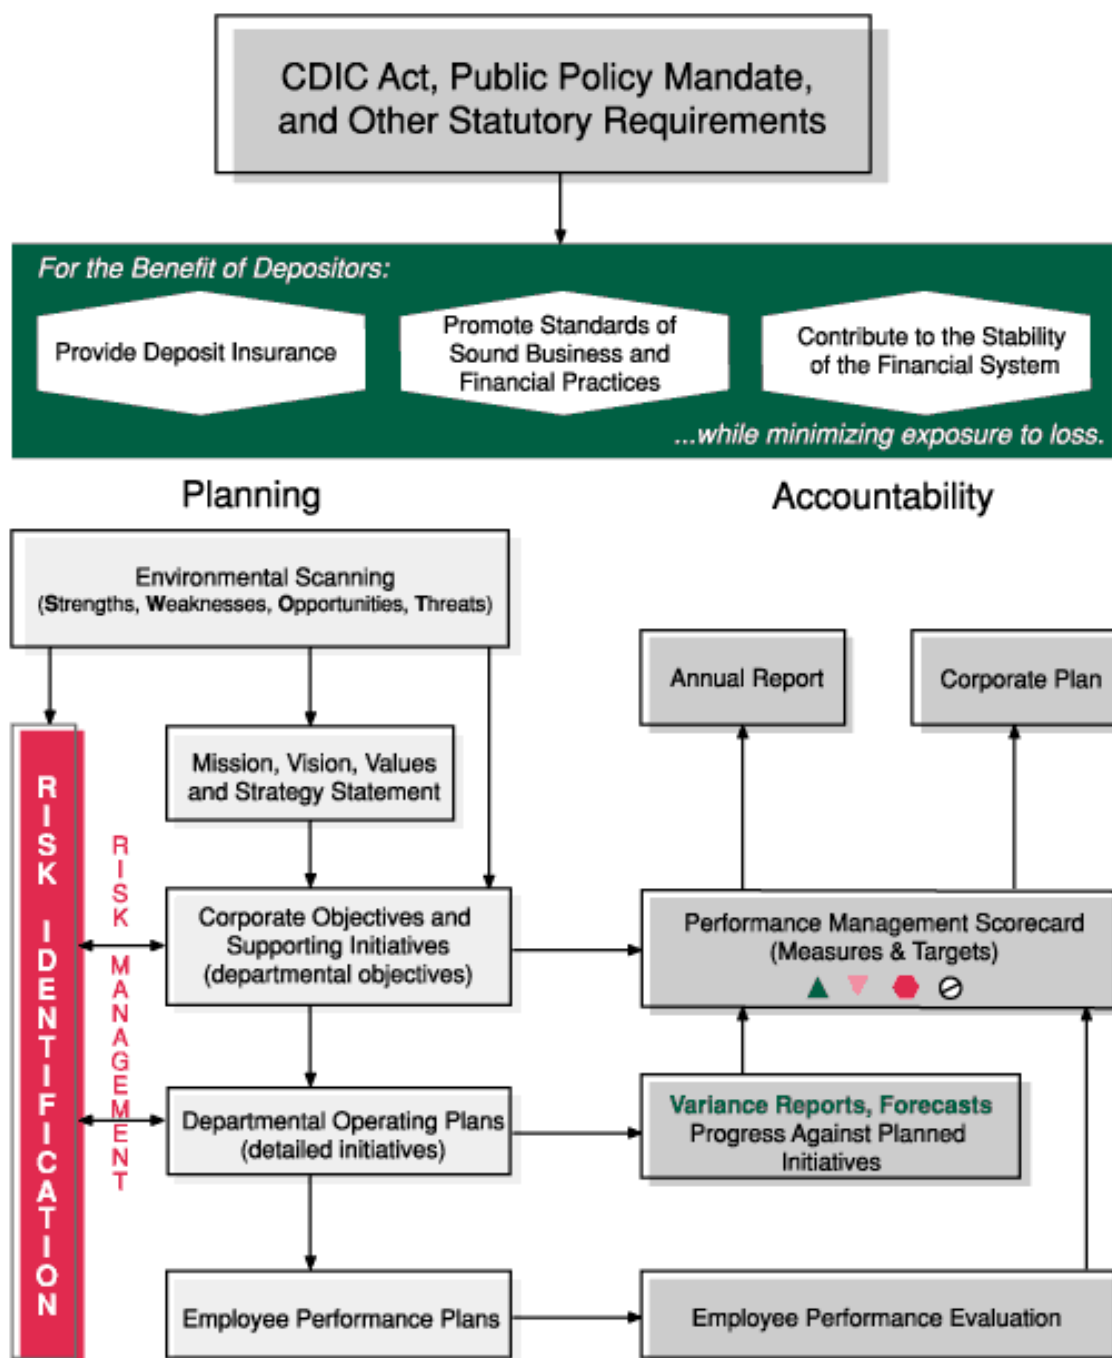 CDIC Act, Public Policy Mandate,
and Other Statutory Requirements
For the Benefit of Depositors:
Provide Deposit Insurance
Promote Standards of
Sound Business and
Financial Practices
Contribute to the Stability
of the Financial System
...while minimizing exposure to loss.
Planning
Accountability
Environmental Scanning
(Strengths, Weaknesses, Opportunities, Threats)
Annual Report
Corporate Plan
Mission, Vision, Values
and Strategy Statement
RISK IDENTIFICATION
RISK MANAGEMENT
Corporate Objectives and
Supporting Initiatives
(departmental objectives)
Performance Management Scorecard
(Measures & Targets)
Departmental Operating Plans
(detailed initiatives)
Variance Reports, Forecasts
Progress Against Planned
Initiatives
Employee Performance Plans
Employee Performance Evaluation